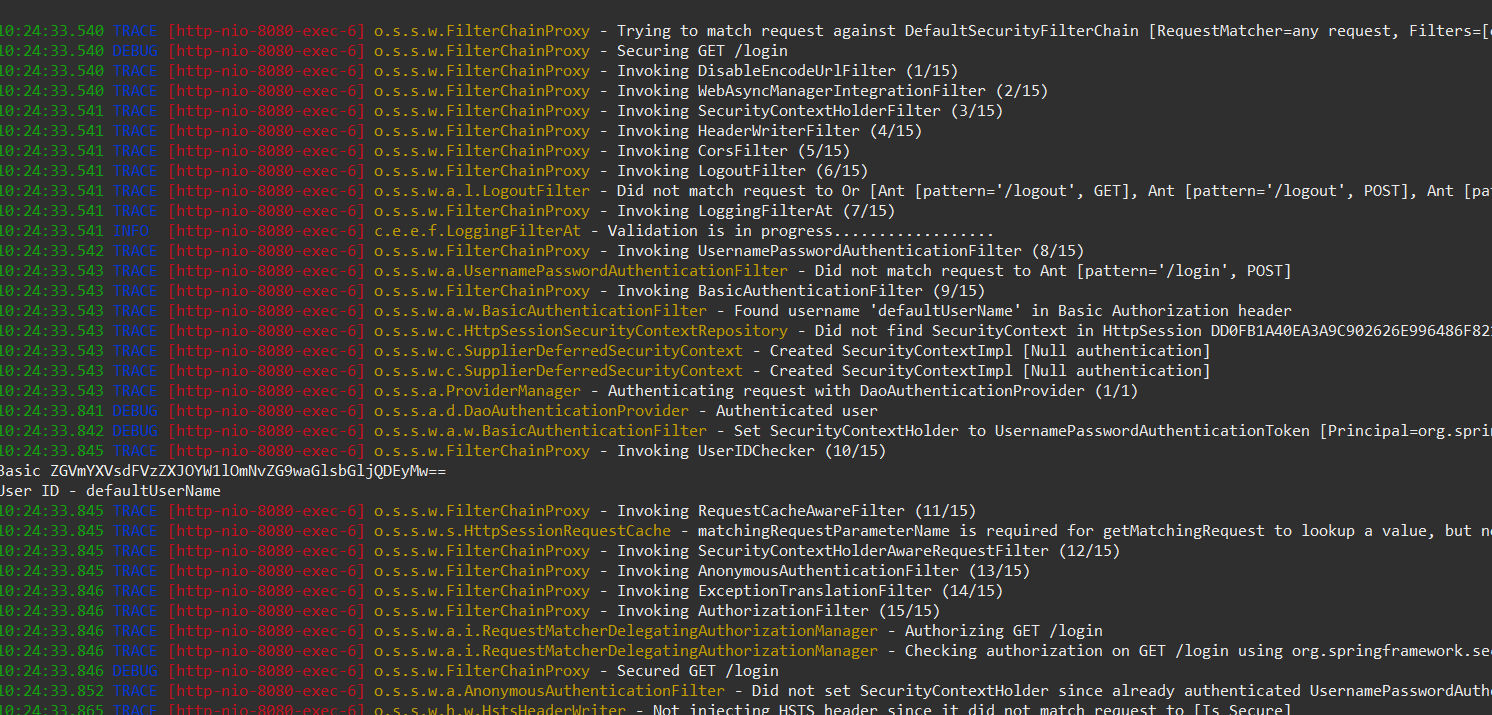 10:24:33.540 TRACE [http-nio-8080-exec-6] o.s.s.w.FilterChainProxy - Trying to match request against DefaultSecurityFilterChain [RequestMatcher=any request, Filters=[
10:24:33.540 DEBUG [http-nio-8080-exec-6] o.s.s.w.FilterChainProxy - Securing GET /login
10:24:33.540 TRACE [http-nio-8080-exec-6] o.s.s.w.FilterChainProxy - Invoking DisableEncodeUrlFilter (1/15)
10:24:33.540 TRACE [http-nio-8080-exec-6] o.s.s.w.FilterChainProxy - Invoking WebAsyncManagerIntegrationFilter (2/15)
10:24:33.541 TRACE [http-nio-8080-exec-6] o.s.s.w.FilterChainProxy - Invoking SecurityContextHolderFilter (3/15)
10:24:33.541 TRACE [http-nio-8080-exec-6] o.s.s.w.FilterChainProxy - Invoking HeaderWriterFilter (4/15)
10:24:33.541 TRACE [http-nio-8080-exec-6] o.s.s.w.FilterChainProxy - Invoking CorsFilter (5/15)
10:24:33.541 TRACE [http-nio-8080-exec-6] o.s.s.w.FilterChainProxy - Invoking LogoutFilter (6/15)
10:24:33.541 TRACE [http-nio-8080-exec-6] o.s.s.w.a.l.LogoutFilter - Did not match request to Or [Ant [pattern='/logout', GET], Ant [pattern='/logout', POST], Ant [pa
10:24:33.541 TRACE [http-nio-8080-exec-6] o.s.s.w.FilterChainProxy - Invoking LoggingFilterAt (7/15)
10:24:33.541 INFO [http-nio-8080-exec-6] c.e.e.f.LoggingFilterAt - Validation is in progress..................
10:24:33.542 TRACE [http-nio-8080-exec-6] o.s.s.w.FilterChainProxy - Invoking UsernamePasswordAuthenticationFilter (8/15)
10:24:33.543 TRACE [http-nio-8080-exec-6] o.s.s.w.a.UsernamePasswordAuthenticationFilter - Did not match request to Ant [pattern='/login', POST]
10:24:33.543 TRACE [http-nio-8080-exec-6] o.s.s.w.FilterChainProxy - Invoking BasicAuthenticationFilter (9/15)
10:24:33.543 TRACE [http-nio-8080-exec-6] o.s.s.w.a.w.BasicAuthenticationFilter - Found username 'defaultUserName' in Basic Authorization header
10:24:33.543 TRACE [http-nio-8080-exec-6] o.s.s.w.c.HttpSessionSecurityContextRepository - Did not find SecurityContext in HttpSession DD0FB1A40EA3A9C902626E996486F82
10:24:33.543 TRACE [http-nio-8080-exec-6] o.s.s.w.c.SupplierDeferredSecurityContext - Created SecurityContextImpl [Null authentication]
10:24:33.543 TRACE [http-nio-8080-exec-6] o.s.s.w.c.SupplierDeferredSecurityContext - Created SecurityContextImpl [Null authentication]
10:24:33.543 TRACE [http-nio-8080-exec-6] o.s.s.a.ProviderManager - Authenticating request with DaoAuthenticationProvider (1/1)
10:24:33.841 DEBUG [http-nio-8080-exec-6] o.s.s.a.d.DaoAuthenticationProvider - Authenticated user
10:24:33.842 DEBUG [http-nio-8080-exec-6] o.s.s.w.a.w.BasicAuthenticationFilter - Set SecurityContextHolder to UsernamePasswordAuthenticationToken [Principal=org.spri
10:24:33.845 TRACE [http-nio-8080-exec-6] o.s.s.w.FilterChainProxy - Invoking UserIDChecker (10/15)
Basic ZGVmYXVsdFVzZXJOYW1lOmNvZG9waGlsbGljQDEyMw==
User ID - defaultUserName
10:24:33.845 TRACE [http-nio-8080-exec-6] o.s.s.w.FilterChainProxy - Invoking RequestCacheAwareFilter (11/15)
10:24:33.845 TRACE [http-nio-8080-exec-6] o.s.s.w.s.HttpSessionRequestCache - matchingRequestParameterName is required for getMatchingRequest to lookup a value, but n
10:24:33.845 TRACE [http-nio-8080-exec-6] o.s.s.w.FilterChainProxy - Invoking SecurityContextHolderAwareRequestFilter (12/15)
10:24:33.845 TRACE [http-nio-8080-exec-6] o.s.s.w.FilterChainProxy - Invoking AnonymousAuthenticationFilter (13/15)
10:24:33.846 TRACE [http-nio-8080-exec-6] o.s.s.w.FilterChainProxy - Invoking ExceptionTranslationFilter (14/15)
10:24:33.846 TRACE [http-nio-8080-exec-6] o.s.s.w.FilterChainProxy - Invoking AuthorizationFilter (15/15)
10:24:33.846 TRACE [http-nio-8080-exec-6] o.s.s.w.a.i.RequestMatcherDelegatingAuthorizationManager - Authorizing GET /login
10:24:33.846 TRACE [http-nio-8080-exec-6] o.s.s.w.a.i.RequestMatcherDelegatingAuthorizationManager - Checking authorization on GET /login using org.springframework.sec
10:24:33.846 DEBUG [http-nio-8080-exec-6] o.s.s.w.FilterChainProxy - Secured GET /login
10:24:33.852 TRACE [http-nio-8080-exec-6] o.s.s.w.a.AnonymousAuthenticationFilter - Did not set SecurityContextHolder since already authenticated UsernamePasswordAuth
10:24:33.865 TRACE [http-nio-8080-exec-6] o.s.s.w.h.w.HstsHeaderWriter - Not injecting HSTS header since it did not match request to [Is Secure]